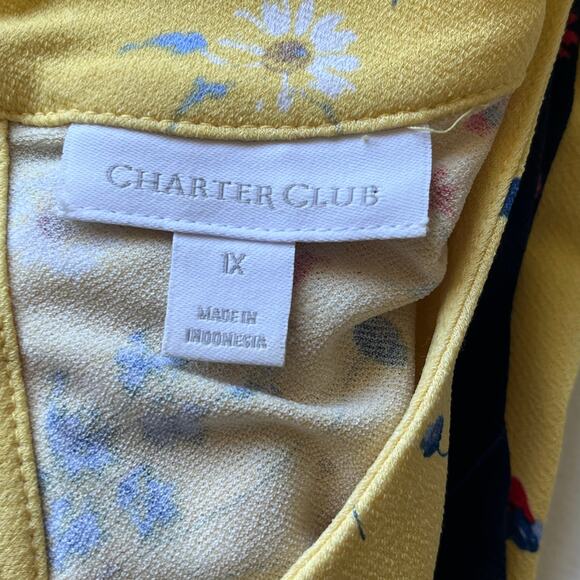 CHARTER CLUB
1X
MADE IN
INDONESIA